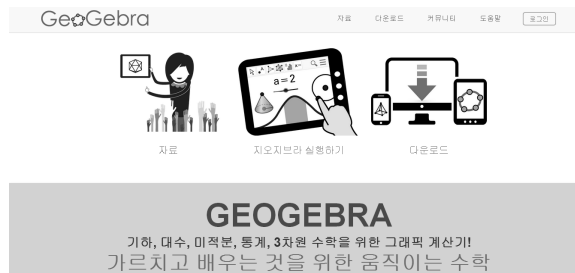 GeoGebra
자료 다운로드 커뮤니티 도움말 로그인
a=2
자료 지오지브라 실행하기 다운로드
GEOGEBRA
기하, 대수, 미적분, 통계, 3차원 수학을 위한 그래픽 계산기!
가르치고 배우는 것을 위한 움직이는 수학